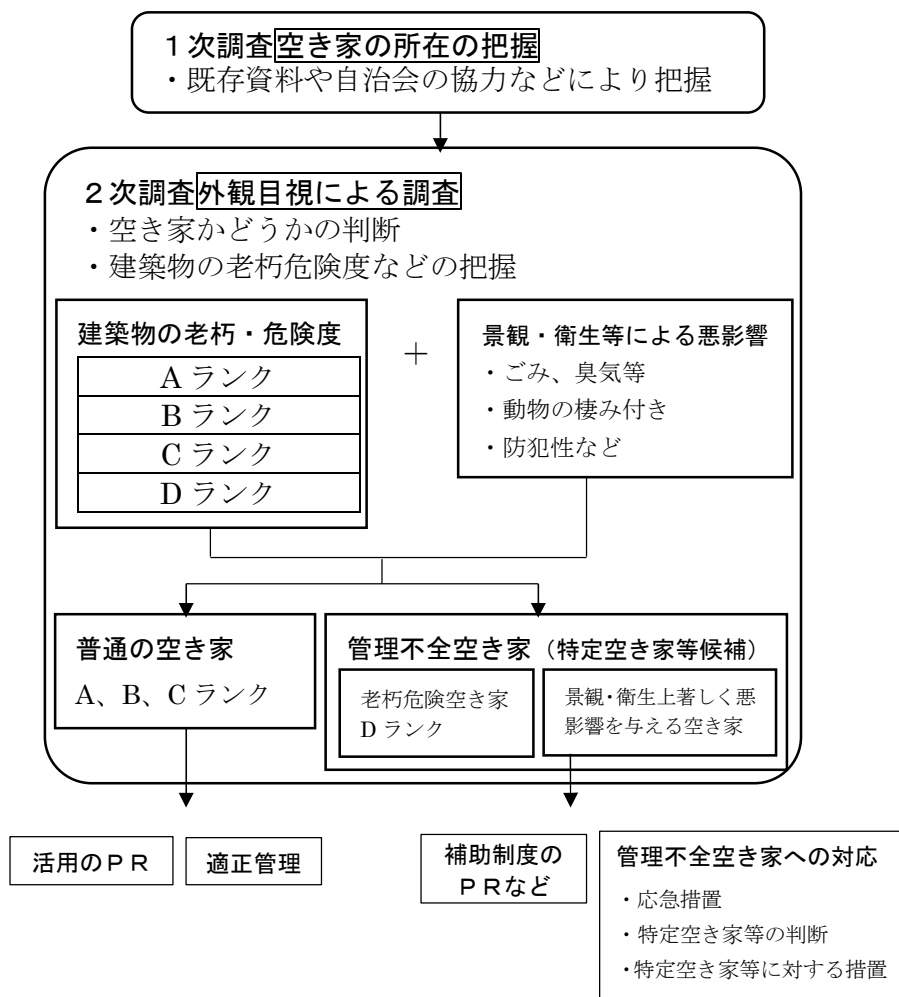 1次調査空き家の所在の把握
・既存資料や自治会の協力などにより把握
2次調査外観目視による調査
・空き家かどうかの判断
・建築物の老朽危険度などの把握
建築物の老朽・危険度
Aランク
Bランク
Cランク
Dランク
+
景観・衛生等による悪影響
・ごみ、臭気等
・動物の棲み付き
・防犯性など
普通の空き家
A、B、Cランク
管理不全空き家(特定空き家等候補)
老朽危険空き家
Dランク
景観・衛生上著しく悪
影響を与える空き家
活用のPR
適正管理
補助制度の
PRなど
管理不全空き家への対応
・応急措置
・特定空き家等の判断
・特定空き家等に対する措置